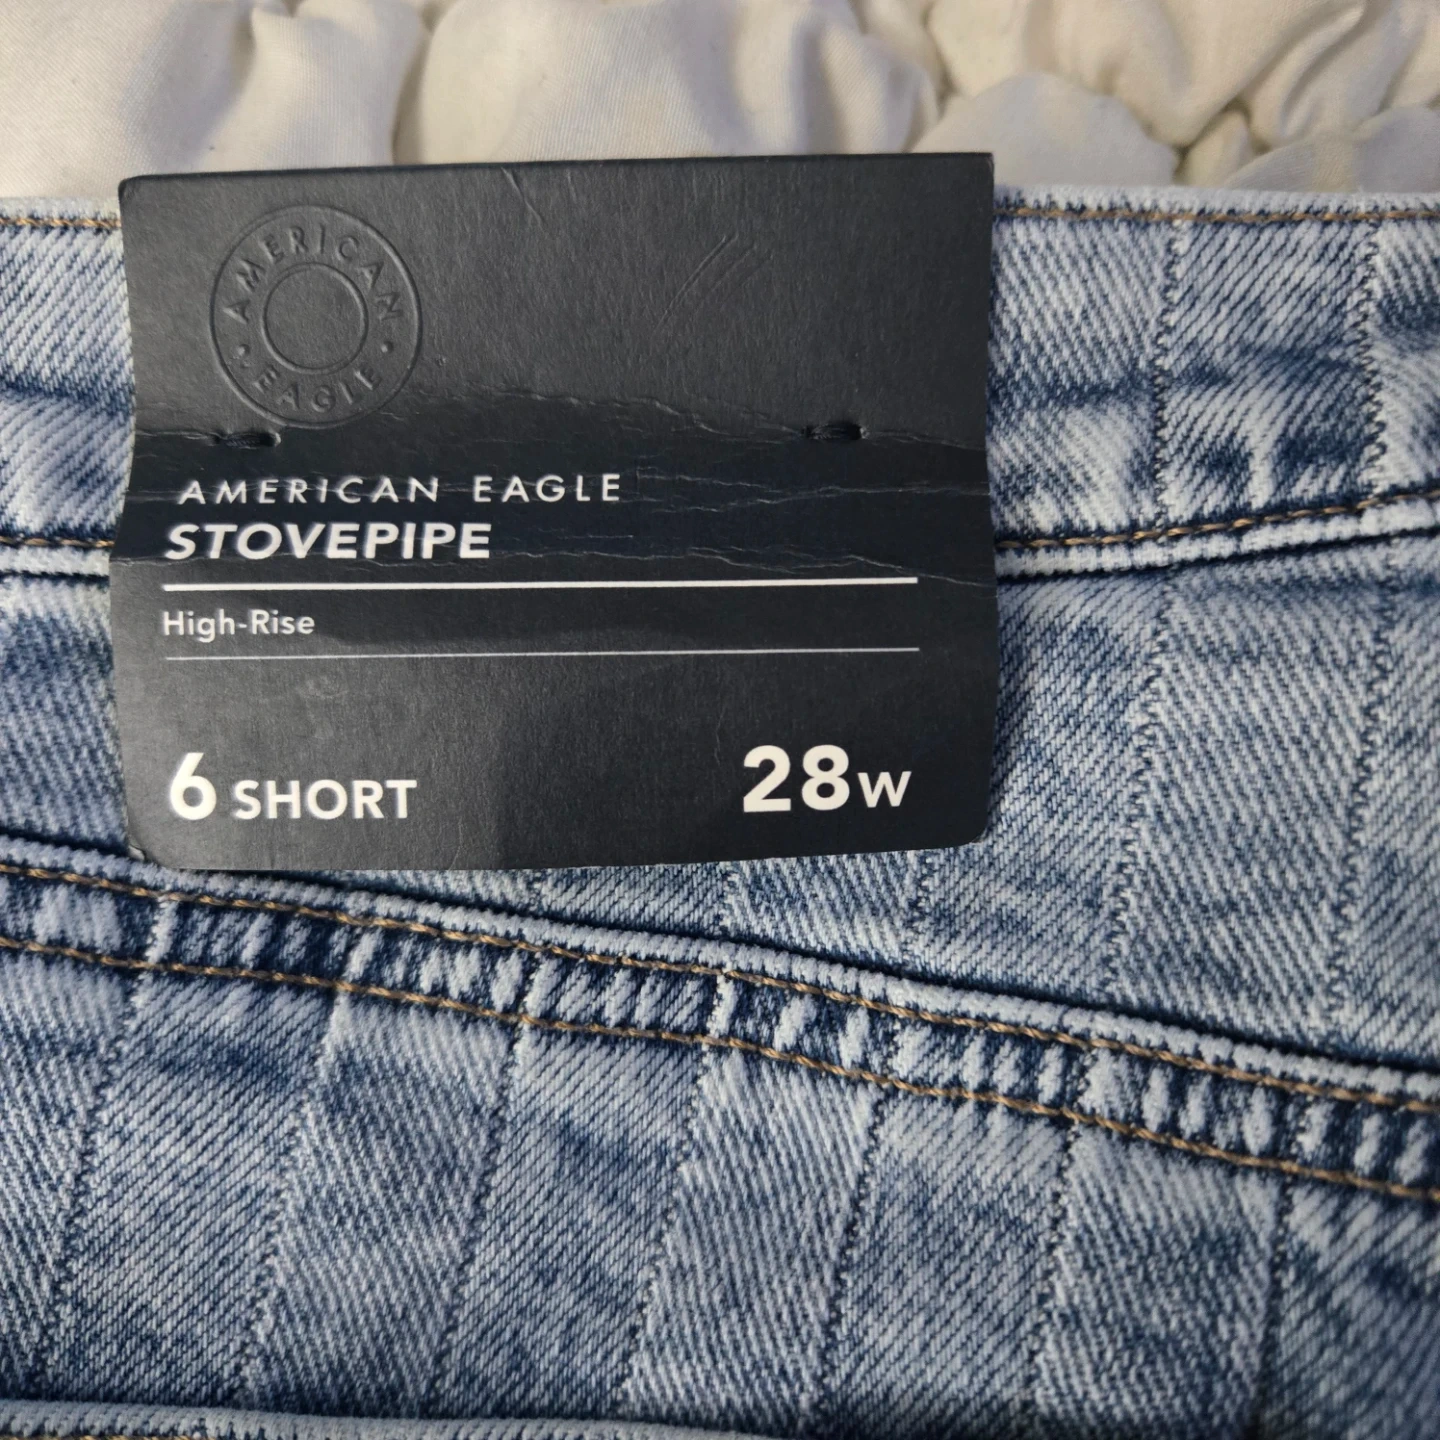 AMERICAN
EAGLE
AMERICAN EAGLE
STOVEPIPE
High-Rise
6 SHORT 28W